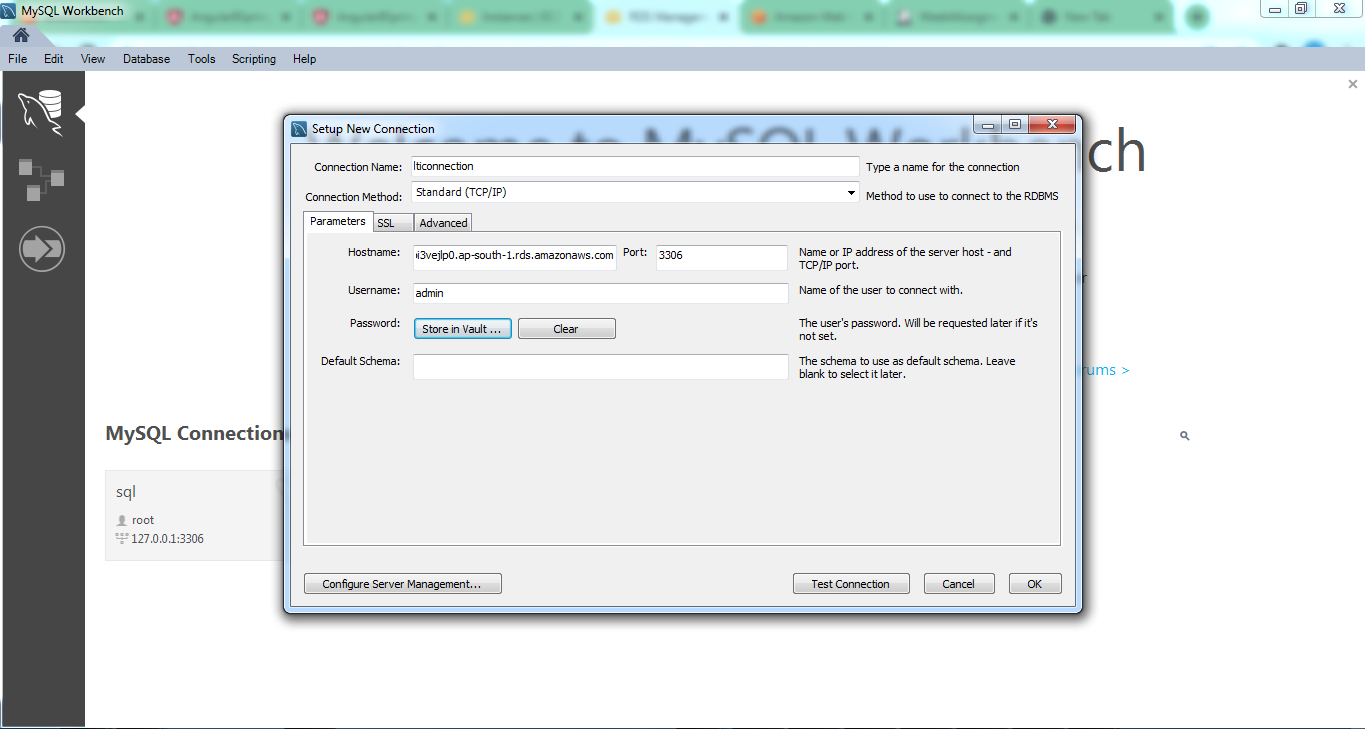 MySQL Workbench
File Edit View Database Tools Scripting Help
Setup New Connection
Connection Name: lticonnection Type a name for the connection
Connection Method: Standard (TCP/IP) Method to use to connect to the RDBMS
Parameters SSL Advanced
Hostname: i3vejlp0.ap-south-1.rds.amazonaws.com Port: 3306 Name or IP address of the server host - and
TCP/IP port.
Username: admin Name of the user to connect with.
Password: Store in Vault ... Clear The user's password. Will be requested later if it's
not set.
Default Schema: The schema to use as default schema. Leave
blank to select it later.
rums >
MySQL Connection
sql
root
127.0.0.1:3306
Configure Server Management... Test Connection Cancel OK